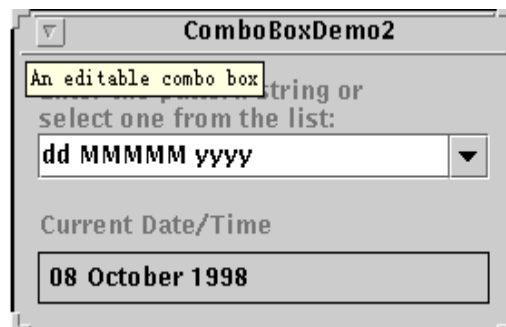 ComboBoxDemo2
An editable combo box
string or
select one from the list:
dd MMMMM yyyy
Current Date/Time
08 October 1998